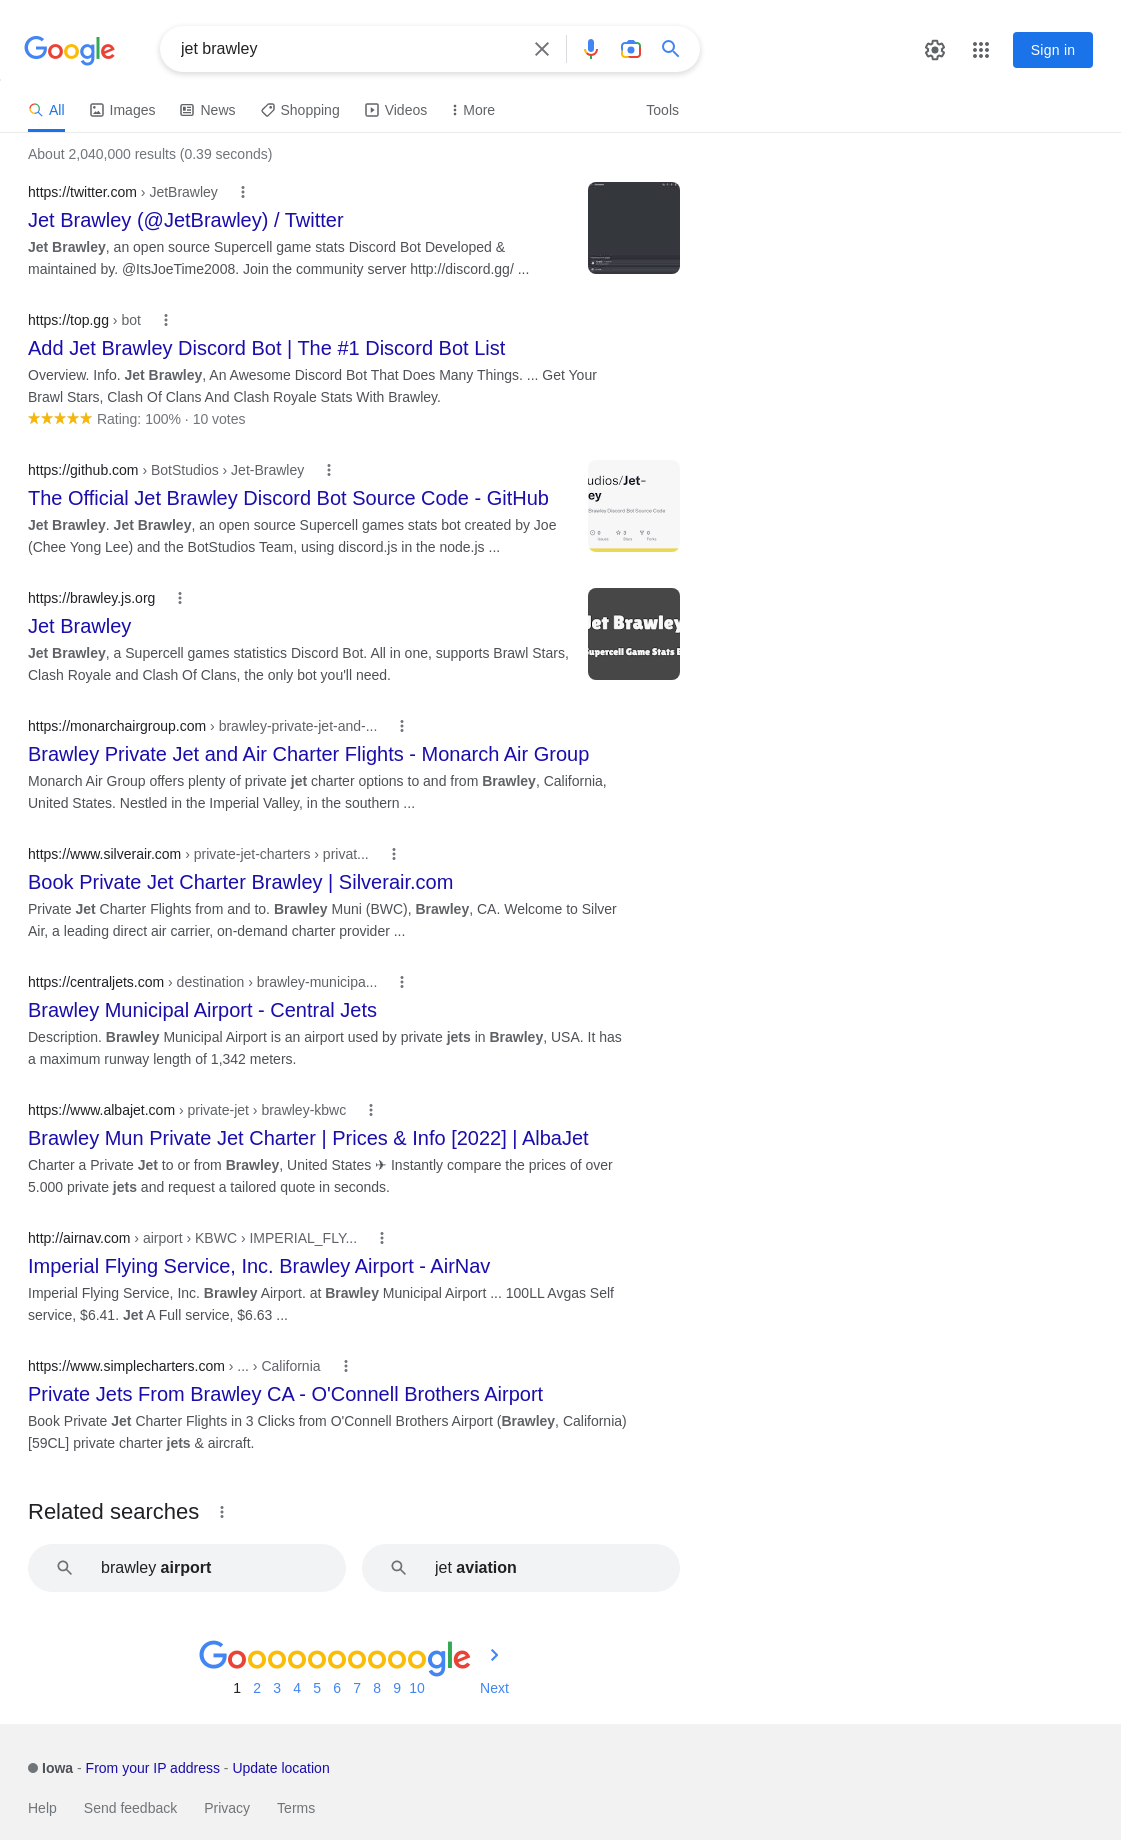 Google
jet brawley
Sign in
All Images News Shopping Videos More Tools
About 2,040,000 results (0.39 seconds)
https://twitter.com › JetBrawley
Jet Brawley (@JetBrawley) / Twitter
Jet Brawley, an open source Supercell game stats Discord Bot Developed &
maintained by. @ItsJoeTime2008. Join the community server http://discord.gg/ ...
https://top.gg › bot
Add Jet Brawley Discord Bot | The #1 Discord Bot List
Overview. Info. Jet Brawley, An Awesome Discord Bot That Does Many Things. ... Get Your
Brawl Stars, Clash Of Clans And Clash Royale Stats With Brawley.
★★★★★ Rating: 100% · 10 votes
https://github.com › BotStudios › Jet-Brawley
The Official Jet Brawley Discord Bot Source Code - GitHub
Jet Brawley. Jet Brawley, an open source Supercell games stats bot created by Joe
(Chee Yong Lee) and the BotStudios Team, using discord.js in the node.js ...
udios/Jet-
ey
Brawley Discord Bot Source Code
https://brawley.js.org
Jet Brawley
Jet Brawley, a Supercell games statistics Discord Bot. All in one, supports Brawl Stars,
Clash Royale and Clash Of Clans, the only bot you'll need.
Jet Brawley
Supercell Game Stats
https://monarchairgroup.com › brawley-private-jet-and-...
Brawley Private Jet and Air Charter Flights - Monarch Air Group
Monarch Air Group offers plenty of private jet charter options to and from Brawley, California,
United States. Nestled in the Imperial Valley, in the southern ...
https://www.silverair.com › private-jet-charters › privat...
Book Private Jet Charter Brawley | Silverair.com
Private Jet Charter Flights from and to. Brawley Muni (BWC), Brawley, CA. Welcome to Silver
Air, a leading direct air carrier, on-demand charter provider ...
https://centraljets.com › destination › brawley-municipa...
Brawley Municipal Airport - Central Jets
Description. Brawley Municipal Airport is an airport used by private jets in Brawley, USA. It has
a maximum runway length of 1,342 meters.
https://www.albajet.com › private-jet › brawley-kbwc
Brawley Mun Private Jet Charter | Prices & Info [2022] | AlbaJet
Charter a Private Jet to or from Brawley, United States ✈ Instantly compare the prices of over
5.000 private jets and request a tailored quote in seconds.
http://airnav.com › airport › KBWC › IMPERIAL_FLY...
Imperial Flying Service, Inc. Brawley Airport - AirNav
Imperial Flying Service, Inc. Brawley Airport. at Brawley Municipal Airport ... 100LL Avgas Self
service, $6.41. Jet A Full service, $6.63 ...
https://www.simplecharters.com › ... › California
Private Jets From Brawley CA - O'Connell Brothers Airport
Book Private Jet Charter Flights in 3 Clicks from O'Connell Brothers Airport (Brawley, California)
[59CL] private charter jets & aircraft.
Related searches
brawley airport
jet aviation
Goooooooooogle
1 2 3 4 5 6 7 8 9 10 Next
Iowa - From your IP address - Update location
Help Send feedback Privacy Terms